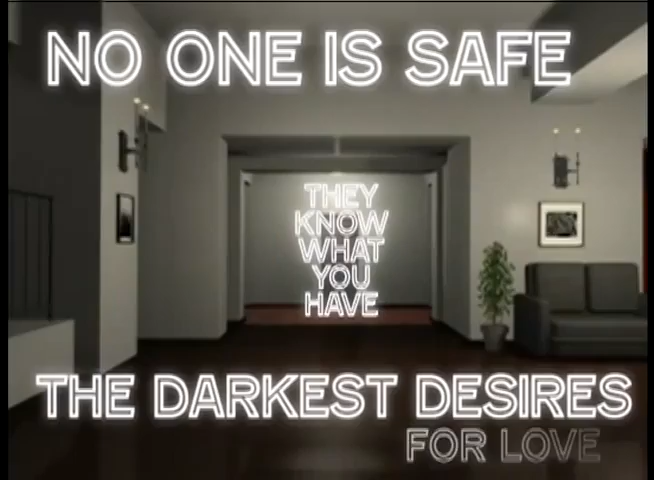 NO ONE IS SAFE
THEY
KNOW
WHAT
YOU
HAVE
THE DARKEST DESIRES
FOR LOVE